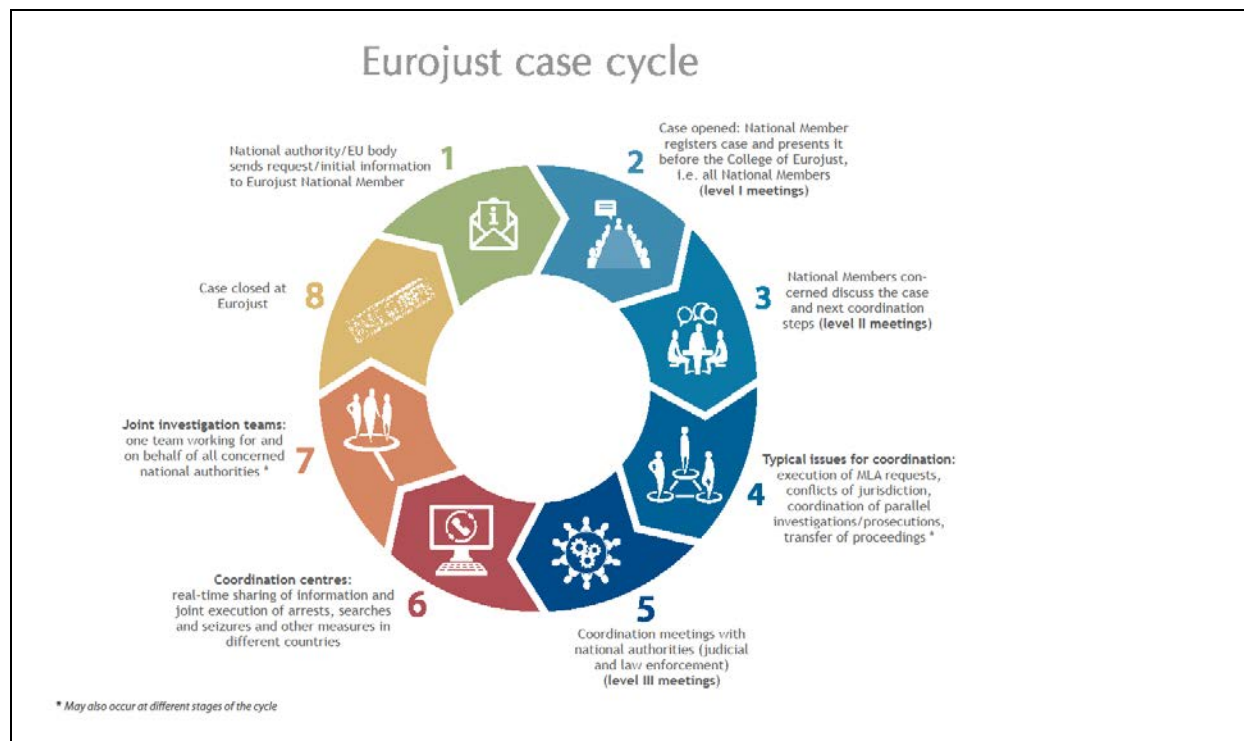 Eurojust case cycle
1
National authority/EU body
sends request/initial information
to Eurojust National Member
2
Case opened: National Member
registers case and presents it
before the College of Eurojust,
i.e. all National Members
(level I meetings)
3
National Members con-
cerned discuss the case
and next coordination
steps (level II meetings)
4
Typical issues for coordination:
execution of MLA requests,
conflicts of jurisdiction,
coordination of parallel
investigations/prosecutions,
transfer of proceedings *
5
Coordination meetings with
national authorities (judicial
and law enforcement)
(level III meetings)
6
Coordination centres:
real-time sharing of information and
joint execution of arrests, searches
and seizures and other measures in
different countries
7
Joint investigation teams:
one team working for and
on behalf of all concerned
national authorities *
8
Case closed at
Eurojust
* May also occur at different stages of the cycle